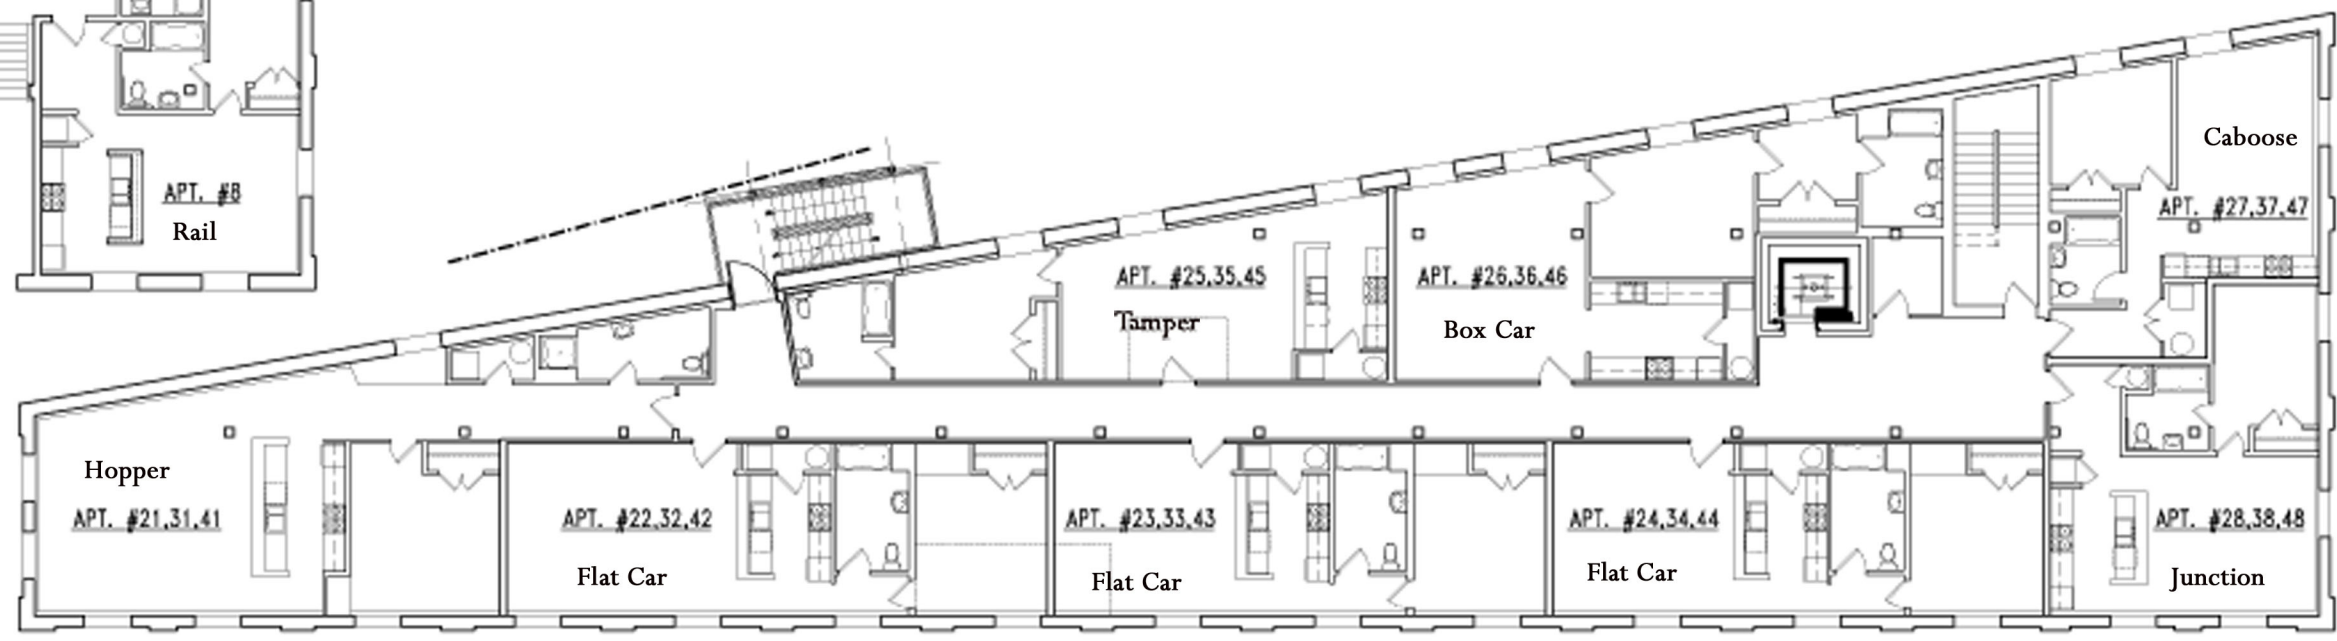 APT. #8
Rail
Caboose
APT. #27,37,47
APT. #25,35,45
Tamper
APT. #26,36,46
Box Car
Hopper
APT. #21,31,41
APT. #22,32,42
Flat Car
APT. #23,33,43
Flat Car
APT. #24,34,44
Flat Car
APT. #28,38,48
Junction